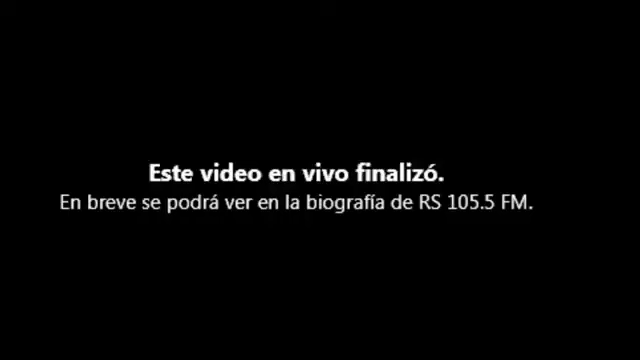 Este video en vivo finalizó.
En breve se podrá ver en la biografía de RS 105.5 FM.